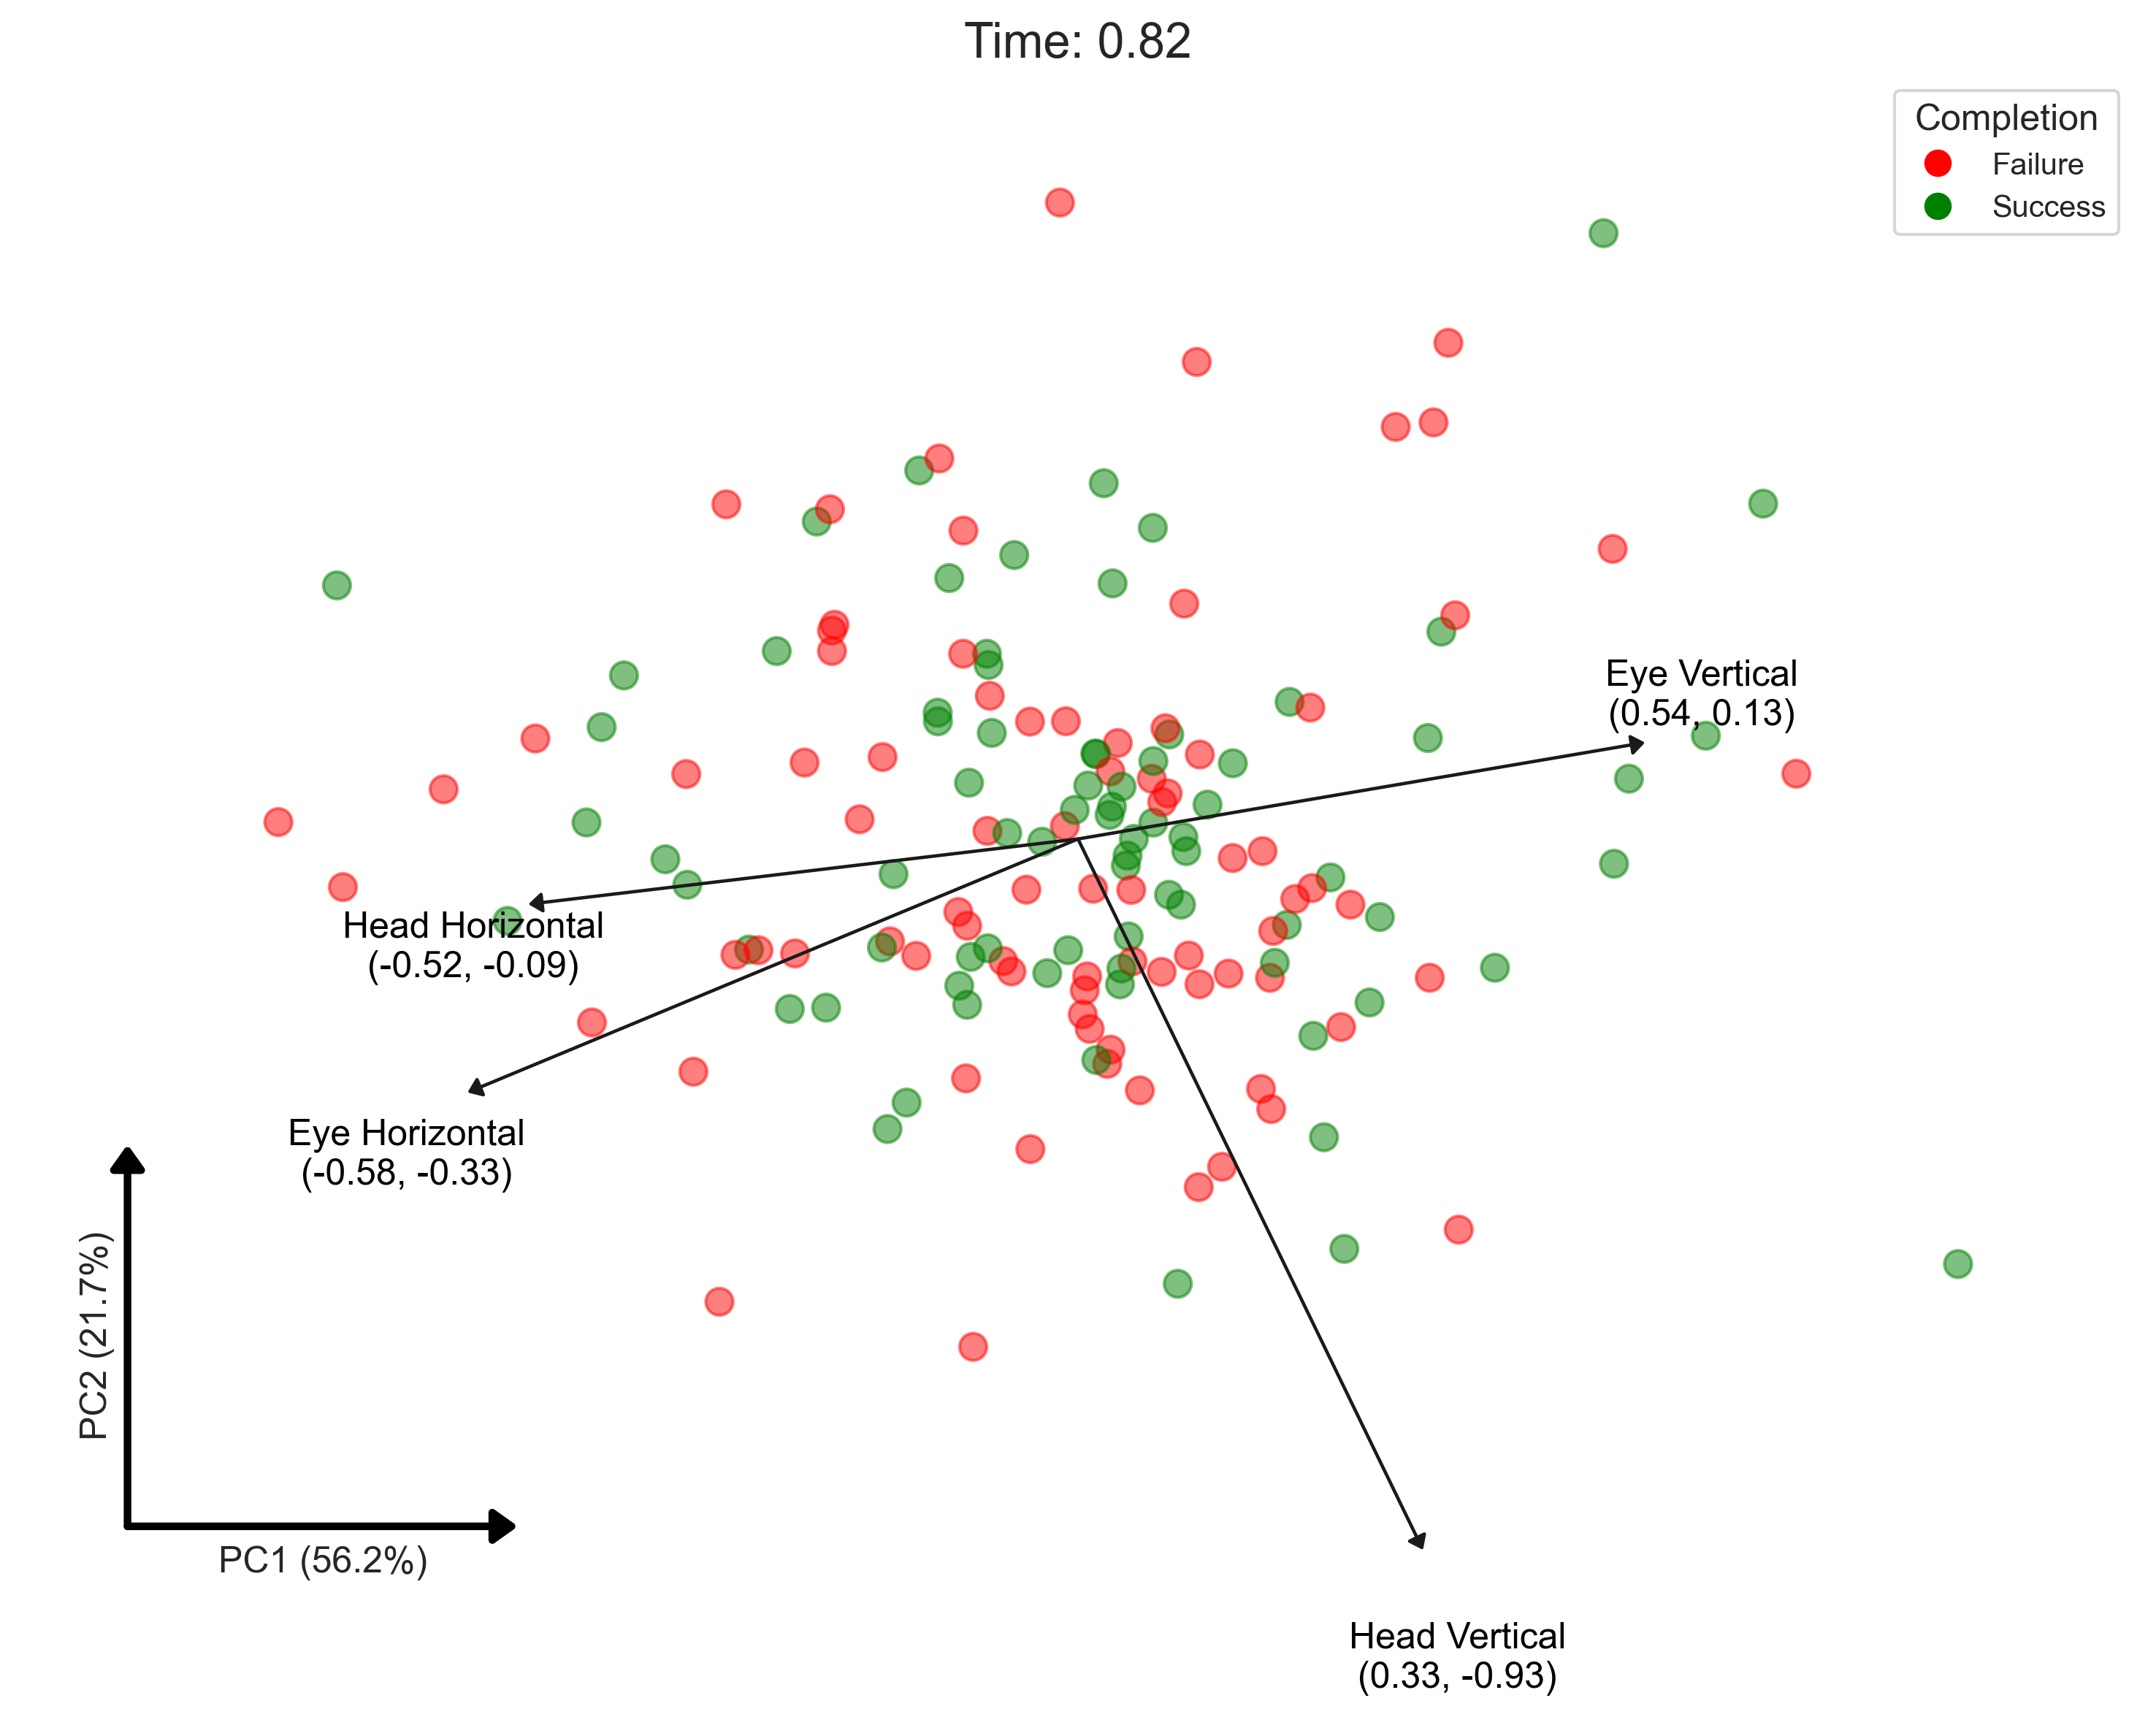 Time: 0.82
Completion
Failure
Success
Eye Vertical
(0.54, 0.13)
Head Horizontal
(-0.52, -0.09)
Eye Horizontal
(-0.58, -0.33)
PC2 (21.7%)
PC1 (56.2%)
Head Vertical
(0.33, -0.93)